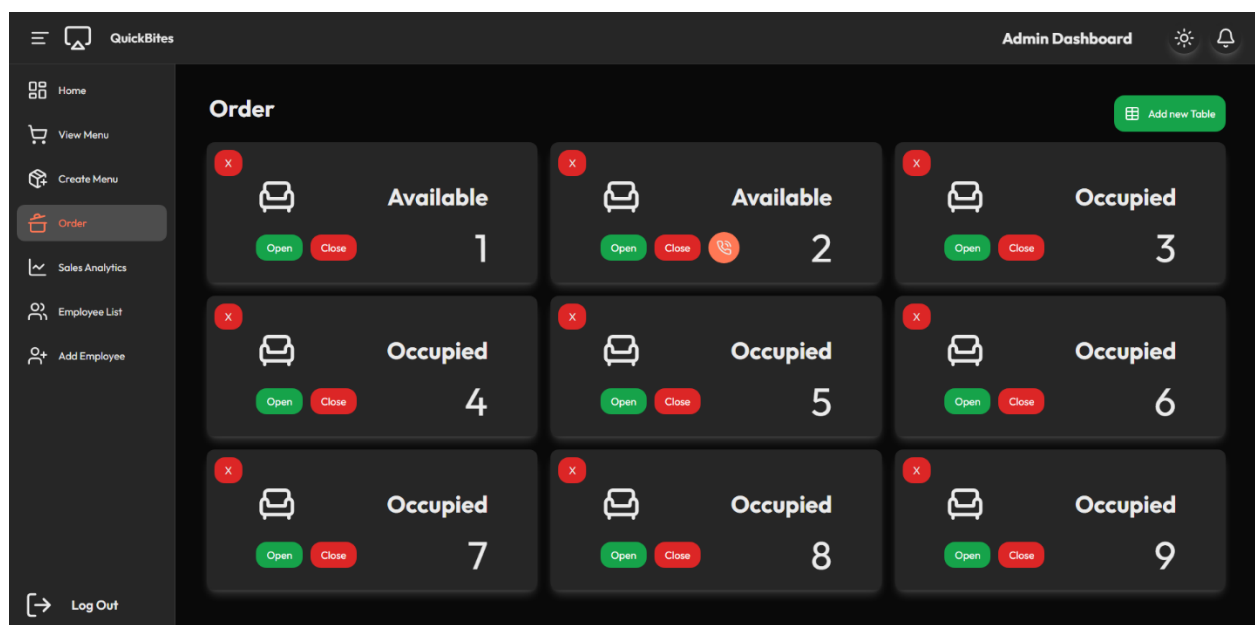 QuickBites
Admin Dashboard
Home
View Menu
Create Menu
Order
Sales Analytics
Employee List
Add Employee
Log Out
Order
Add new Table
X
Available
Open Close 1
X
Available
Open Close 2
X
Occupied
Open Close 3
X
Occupied
Open Close 4
X
Occupied
Open Close 5
X
Occupied
Open Close 6
X
Occupied
Open Close 7
X
Occupied
Open Close 8
X
Occupied
Open Close 9